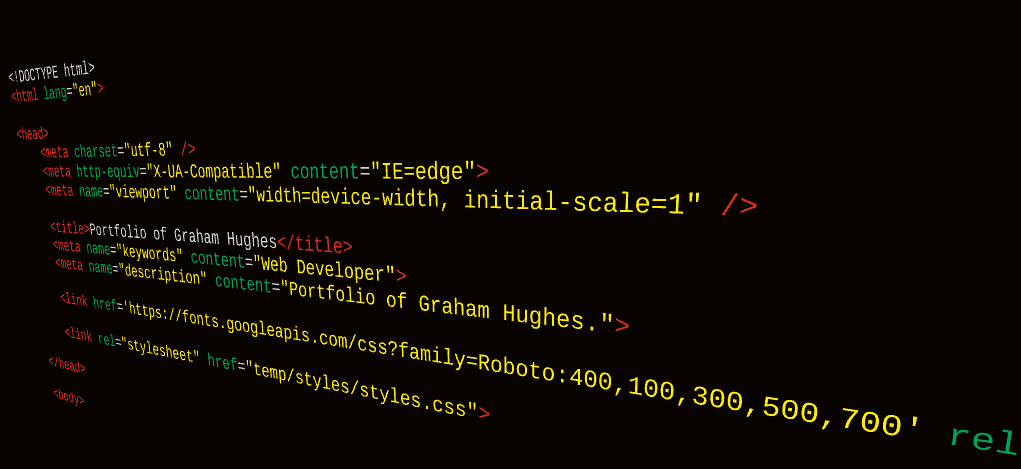 <!DOCTYPE html>
<html lang="en">
<head>
<meta charset="utf-8" />
<meta http-equiv="X-UA-Compatible" content="IE=edge">
<meta name="viewport" content="width=device-width, initial-scale=1" />
<title>Portfolio of Graham Hughes</title>
<meta name="keywords" content="Web Developer">
<meta name="description" content="Portfolio of Graham Hughes.">
<link href='https://fonts.googleapis.com/css?family=Roboto:400,100,300,500,700' rel
<link rel="stylesheet" href="temp/styles/styles.css">
</head>
<body>